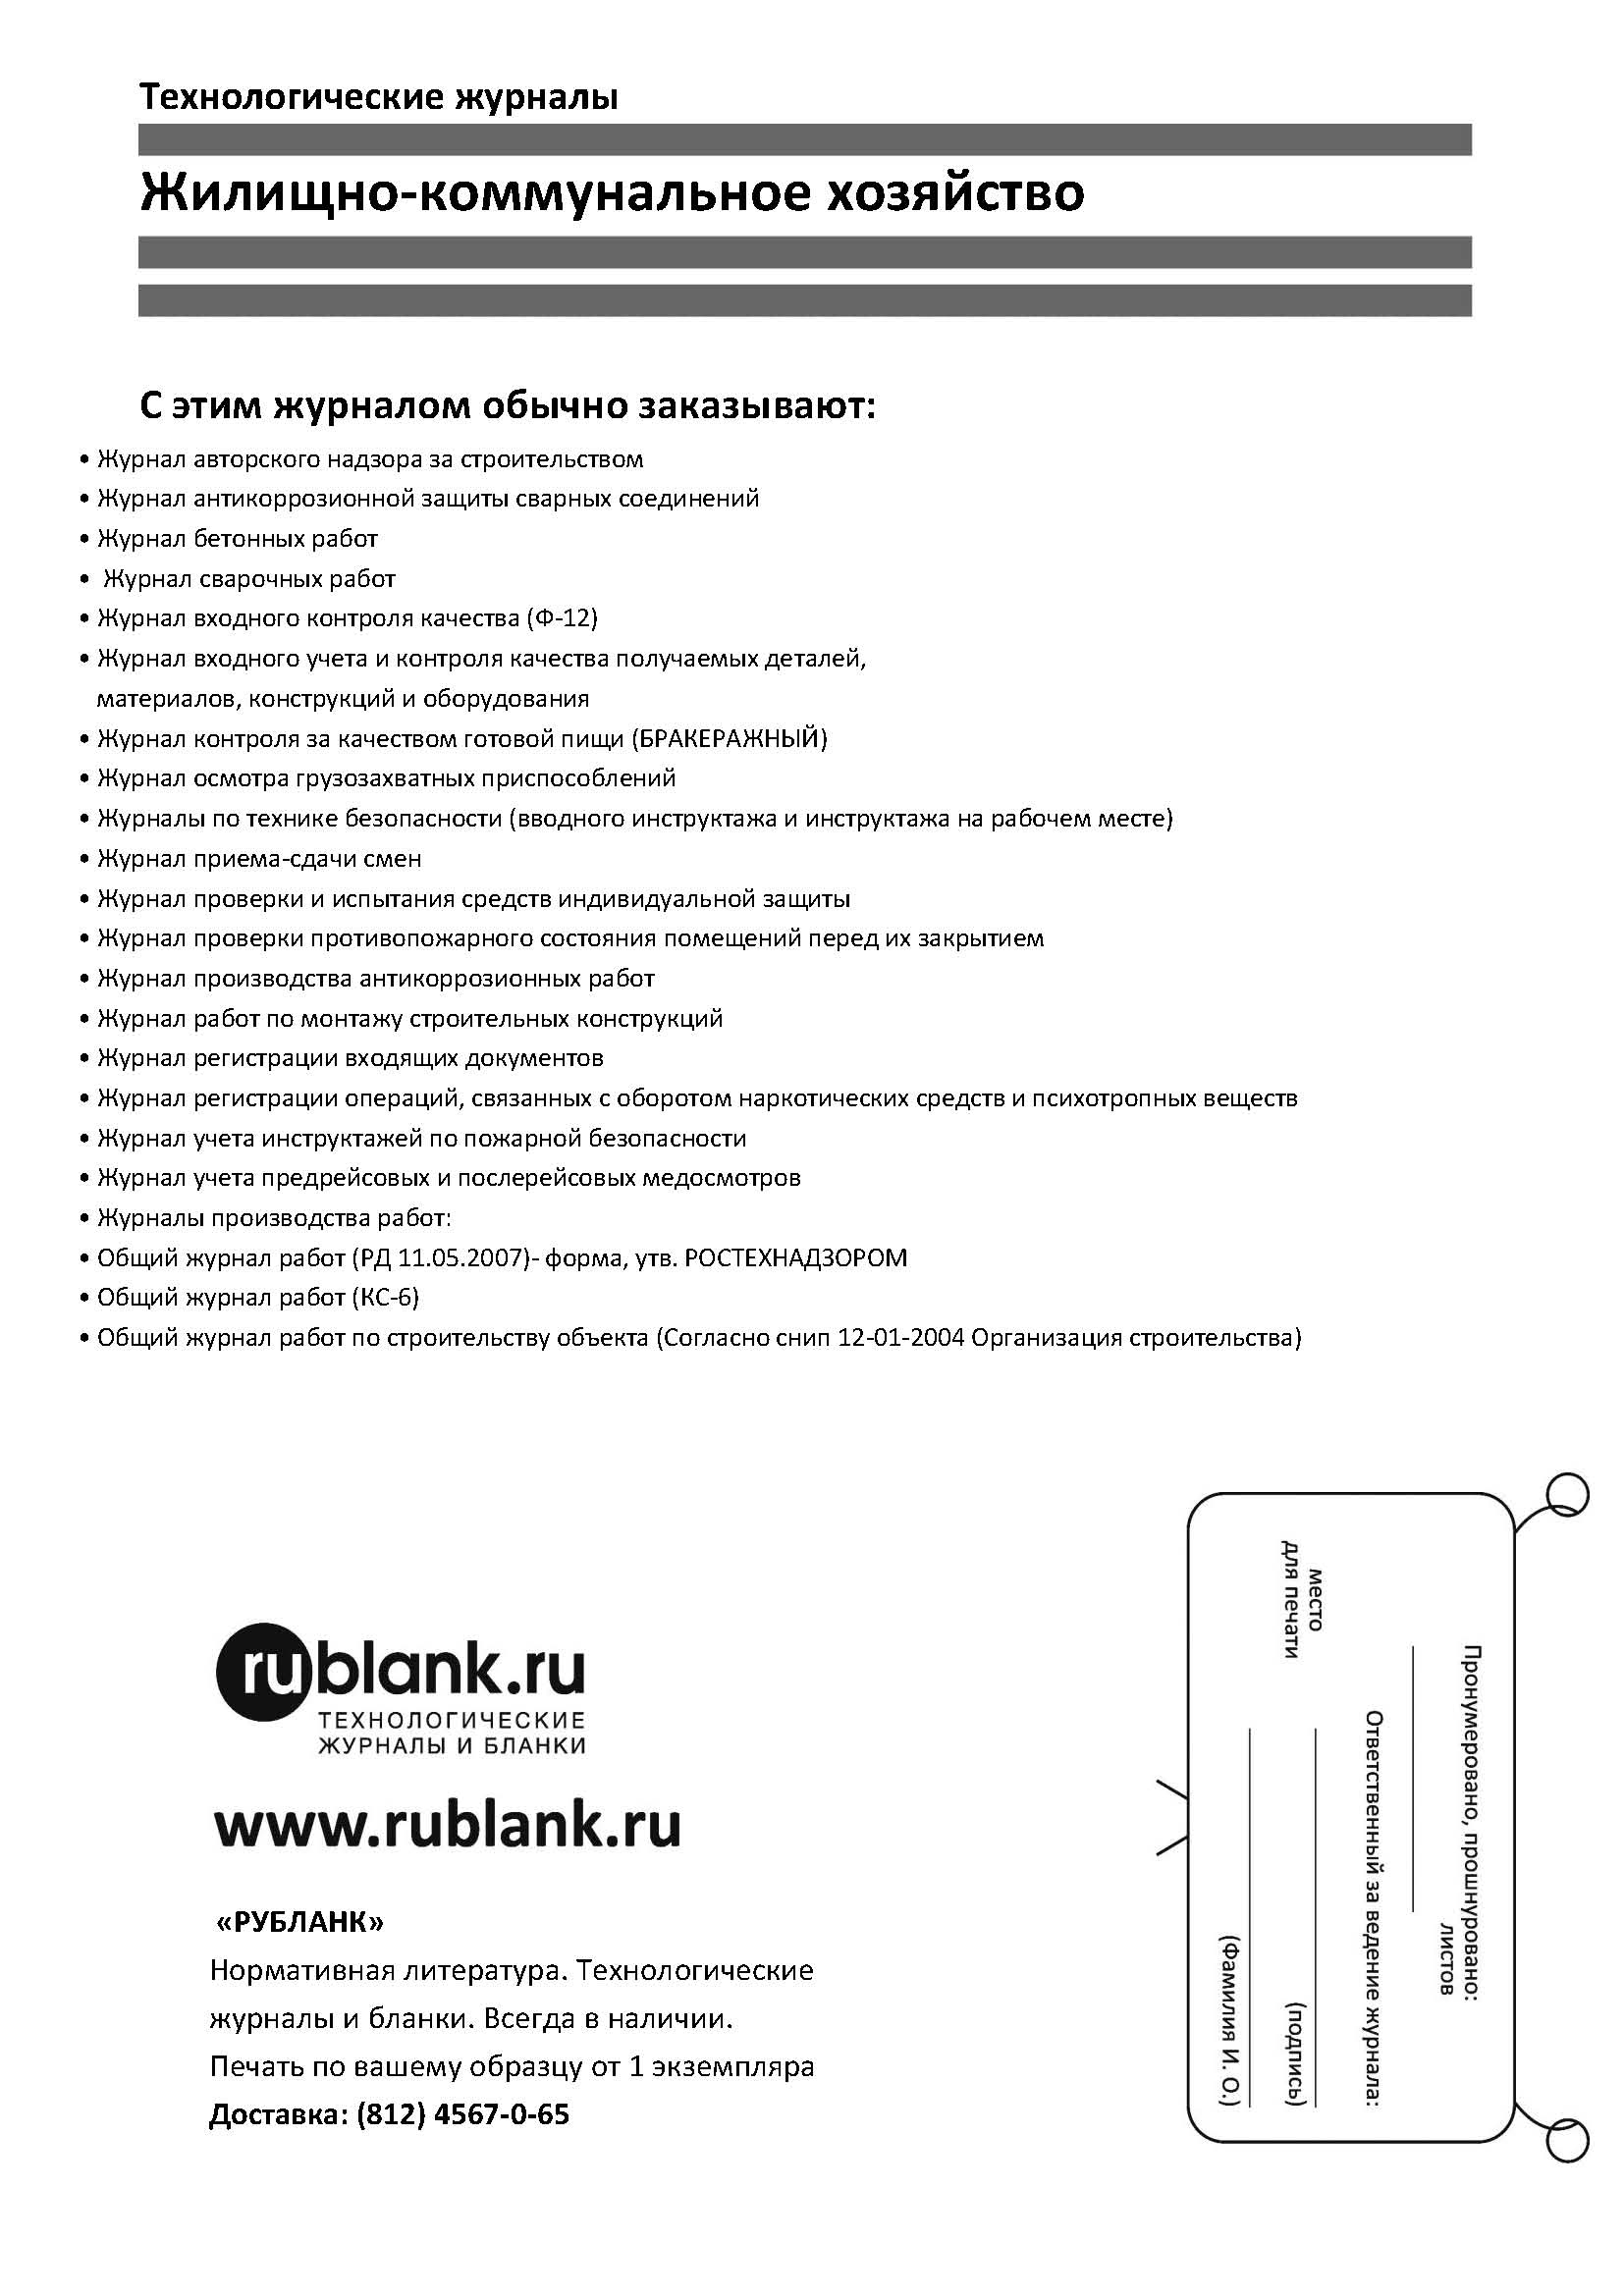 Технологические журналы
Жилищно-коммунальное хозяйство
С этим журналом обычно заказывают:
• Журнал авторского надзора за строительством
• Журнал антикоррозионной защиты сварных соединений
• Журнал бетонных работ
• Журнал сварочных работ
• Журнал входного контроля качества (Ф-12)
• Журнал входного учета и контроля качества получаемых деталей,
материалов, конструкций и оборудования
• Журнал контроля за качеством готовой пищи (БРАКЕРАЖНЫЙ)
• Журнал осмотра грузозахватных приспособлений
• Журналы по технике безопасности (вводного инструктажа и инструктажа на рабочем месте)
• Журнал приема-сдачи смен
• Журнал проверки и испытания средств индивидуальной защиты
• Журнал проверки противопожарного состояния помещений перед их закрытием
• Журнал производства антикоррозионных работ
• Журнал работ по монтажу строительных конструкций
• Журнал регистрации входящих документов
• Журнал регистрации операций, связанных с оборотом наркотических средств и психотропных веществ
• Журнал учета инструктажей по пожарной безопасности
• Журнал учета предрейсовых и послерейсовых медосмотров
• Журналы производства работ:
• Общий журнал работ (РД 11.05.2007)- форма, утв. РОСТЕХНАДЗОРОМ
• Общий журнал работ (КС-6)
• Общий журнал работ по строительству объекта (Согласно снип 12-01-2004 Организация строительства)
rublank.ru
ТЕХНОЛОГИЧЕСКИЕ
ЖУРНАЛЫ И БЛАНКИ
www.rublank.ru
«РУБЛАНК»
Нормативная литература. Технологические
журналы и бланки. Всегда в наличии.
Печать по вашему образцу от 1 экземпляра
Доставка: (812) 4567-0-65
Пронумеровано, прошнуровано:
листов
Ответственный за ведение журнала:
место
для печати
(подпись)
(Фамилия И. О.)